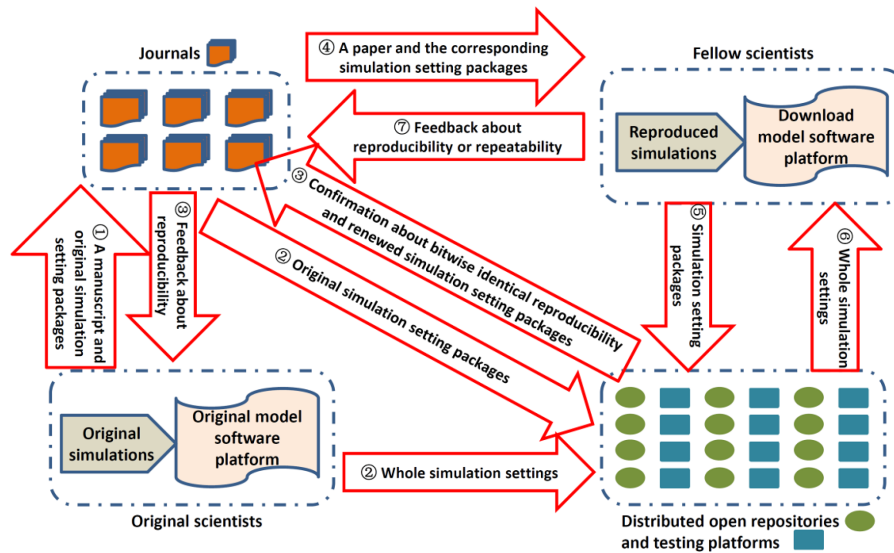 Journals
④ A paper and the corresponding
simulation setting packages
Fellow scientists
⑦ Feedback about
reproducibility or repeatability
Reproduced
simulations
Download
model software
platform
① A manuscript and
original simulation
setting packages
③ Feedback about
reproducibility
③ Confirmation about bitwise identical reproducibility
and renewed simulation setting packages
② Original simulation setting packages
⑤ Simulation setting
packages
⑥ Whole simulation
settings
Original
simulations
Original model
software
platform
② Whole simulation settings
Original scientists
Distributed open repositories
and testing platforms